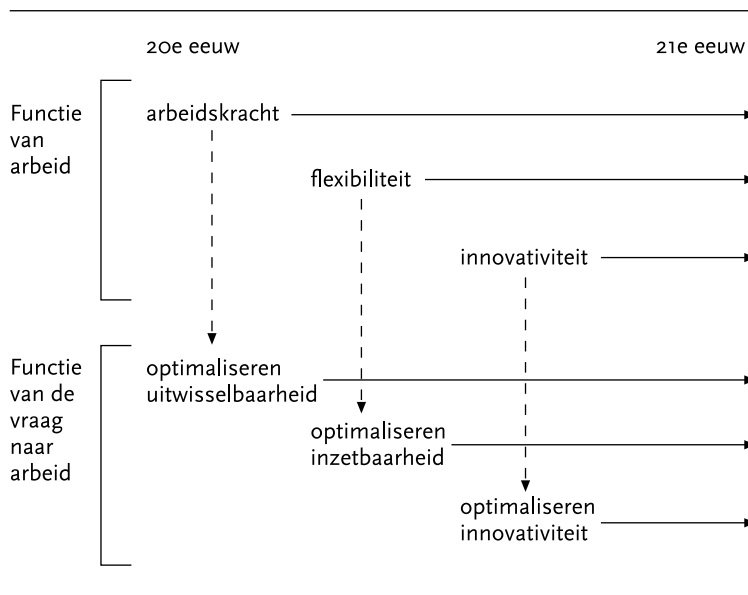 20e eeuw 21e eeuw
Functie
van
arbeid
arbeidskracht
flexibiliteit
innovativiteit
Functie
van de
vraag
naar
arbeid
optimaliseren
uitwisselbaarheid
optimaliseren
inzetbaarheid
optimaliseren
innovativiteit